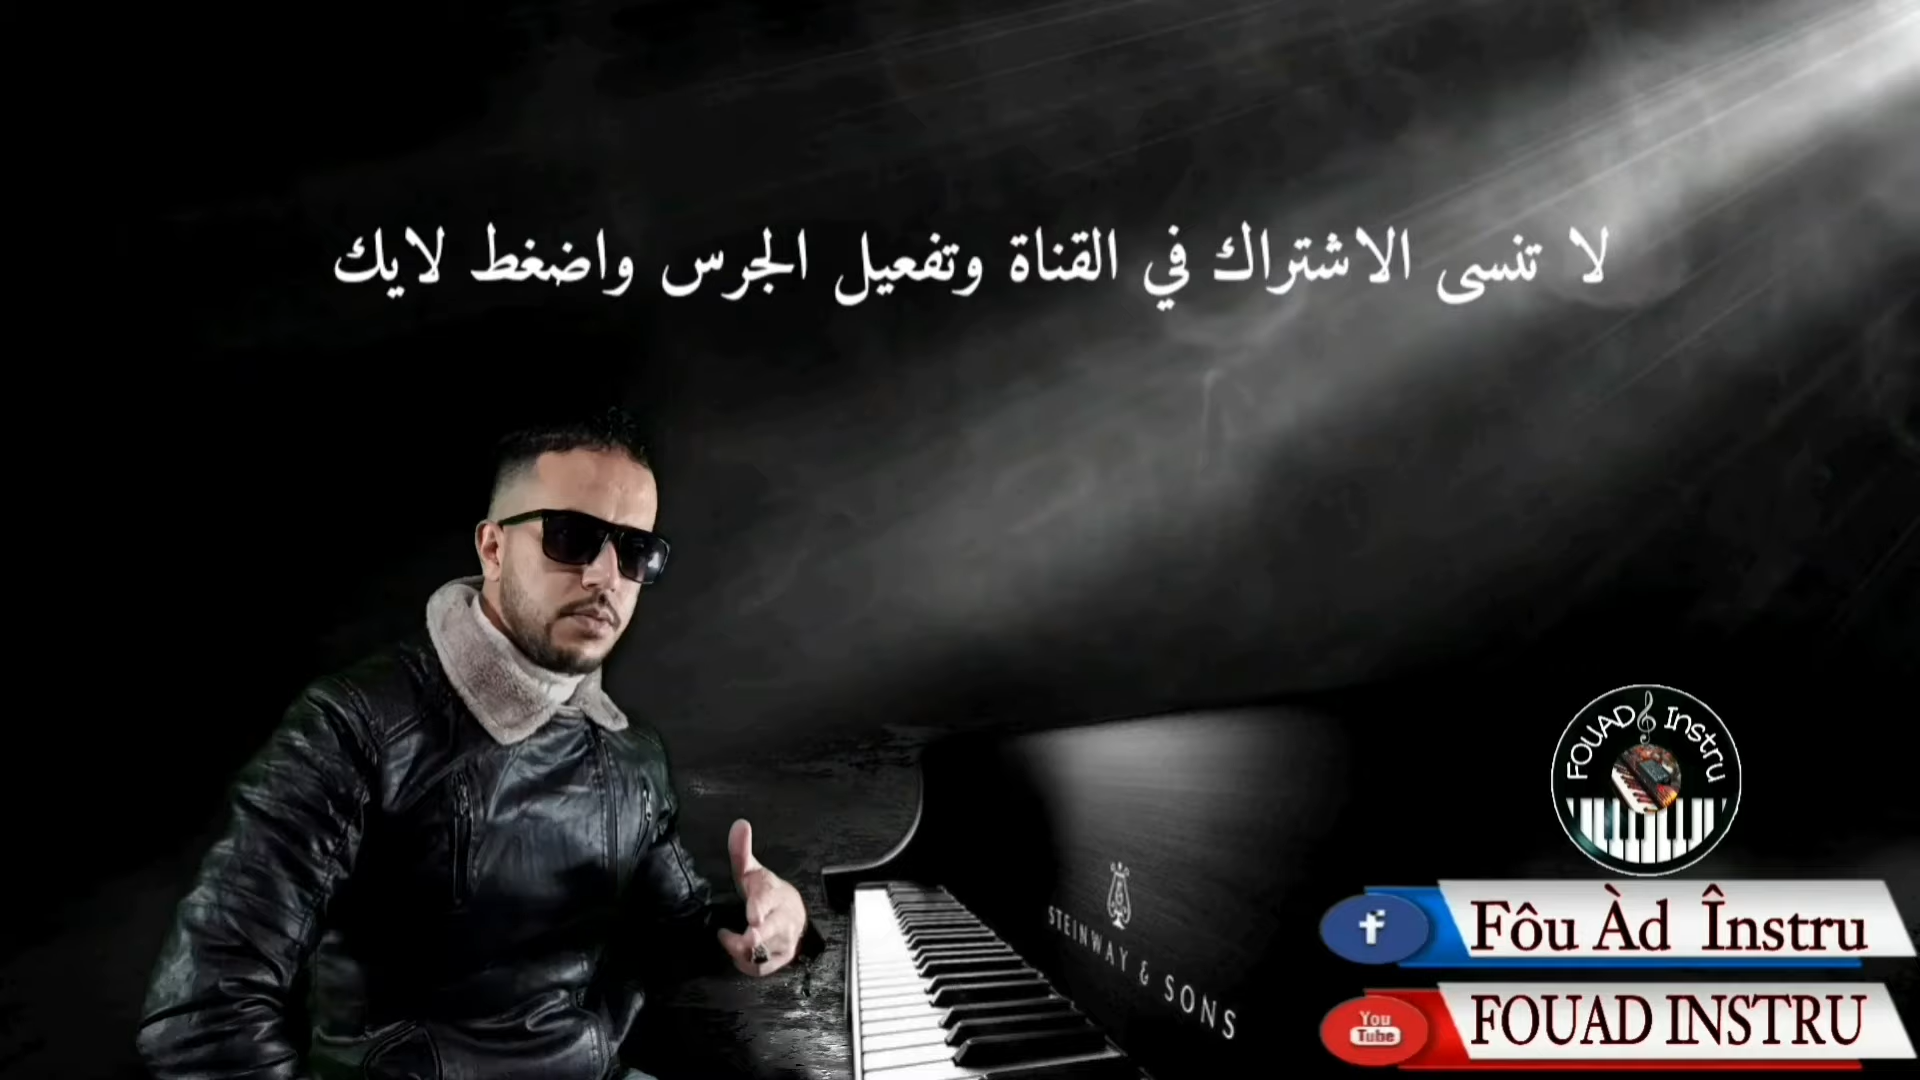 لا تنسى الاشتراك في القناة وتفعيل الجرس واضغط لايك
FOUAD Instru
STEINWAY & SONS
f Fôu Àd Înstru
You Tube FOUAD INSTRU